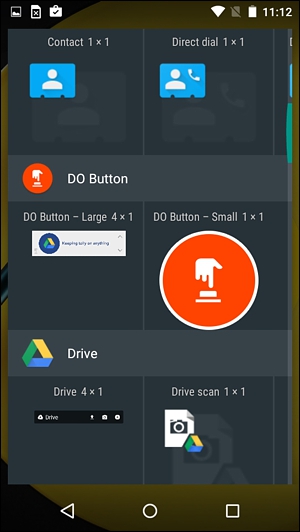 11:12
Contact 1 × 1
Direct dial 1 × 1
DO Button
DO Button – Large 4 × 1
DO Button – Small 1 × 1
Keeping tally on anything
Drive
Drive 4 × 1
Drive scan 1 × 1
Drive